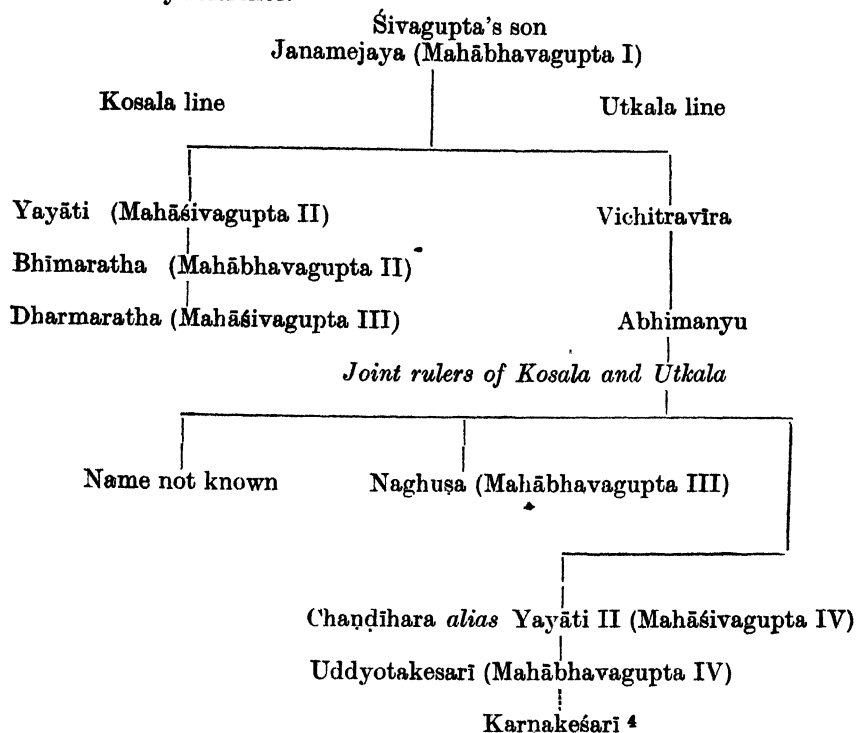 Śivagupta's son
Janamejaya (Mahābhavagupta I)
Kosala line Utkala line
Yayāti (Mahāśivagupta II) Vichitravīra
Bhīmaratha (Mahābhavagupta II)
Dharmaratha (Mahāśivagupta III) Abhimanyu
Joint rulers of Kosala and Utkala
Name not known Naghuṣa (Mahābhavagupta III)
Chaṇḍīhara alias Yayāti II (Mahāśivagupta IV)
Uddyotakesarī (Mahābhavagupta IV)
Karnakeśarī 4